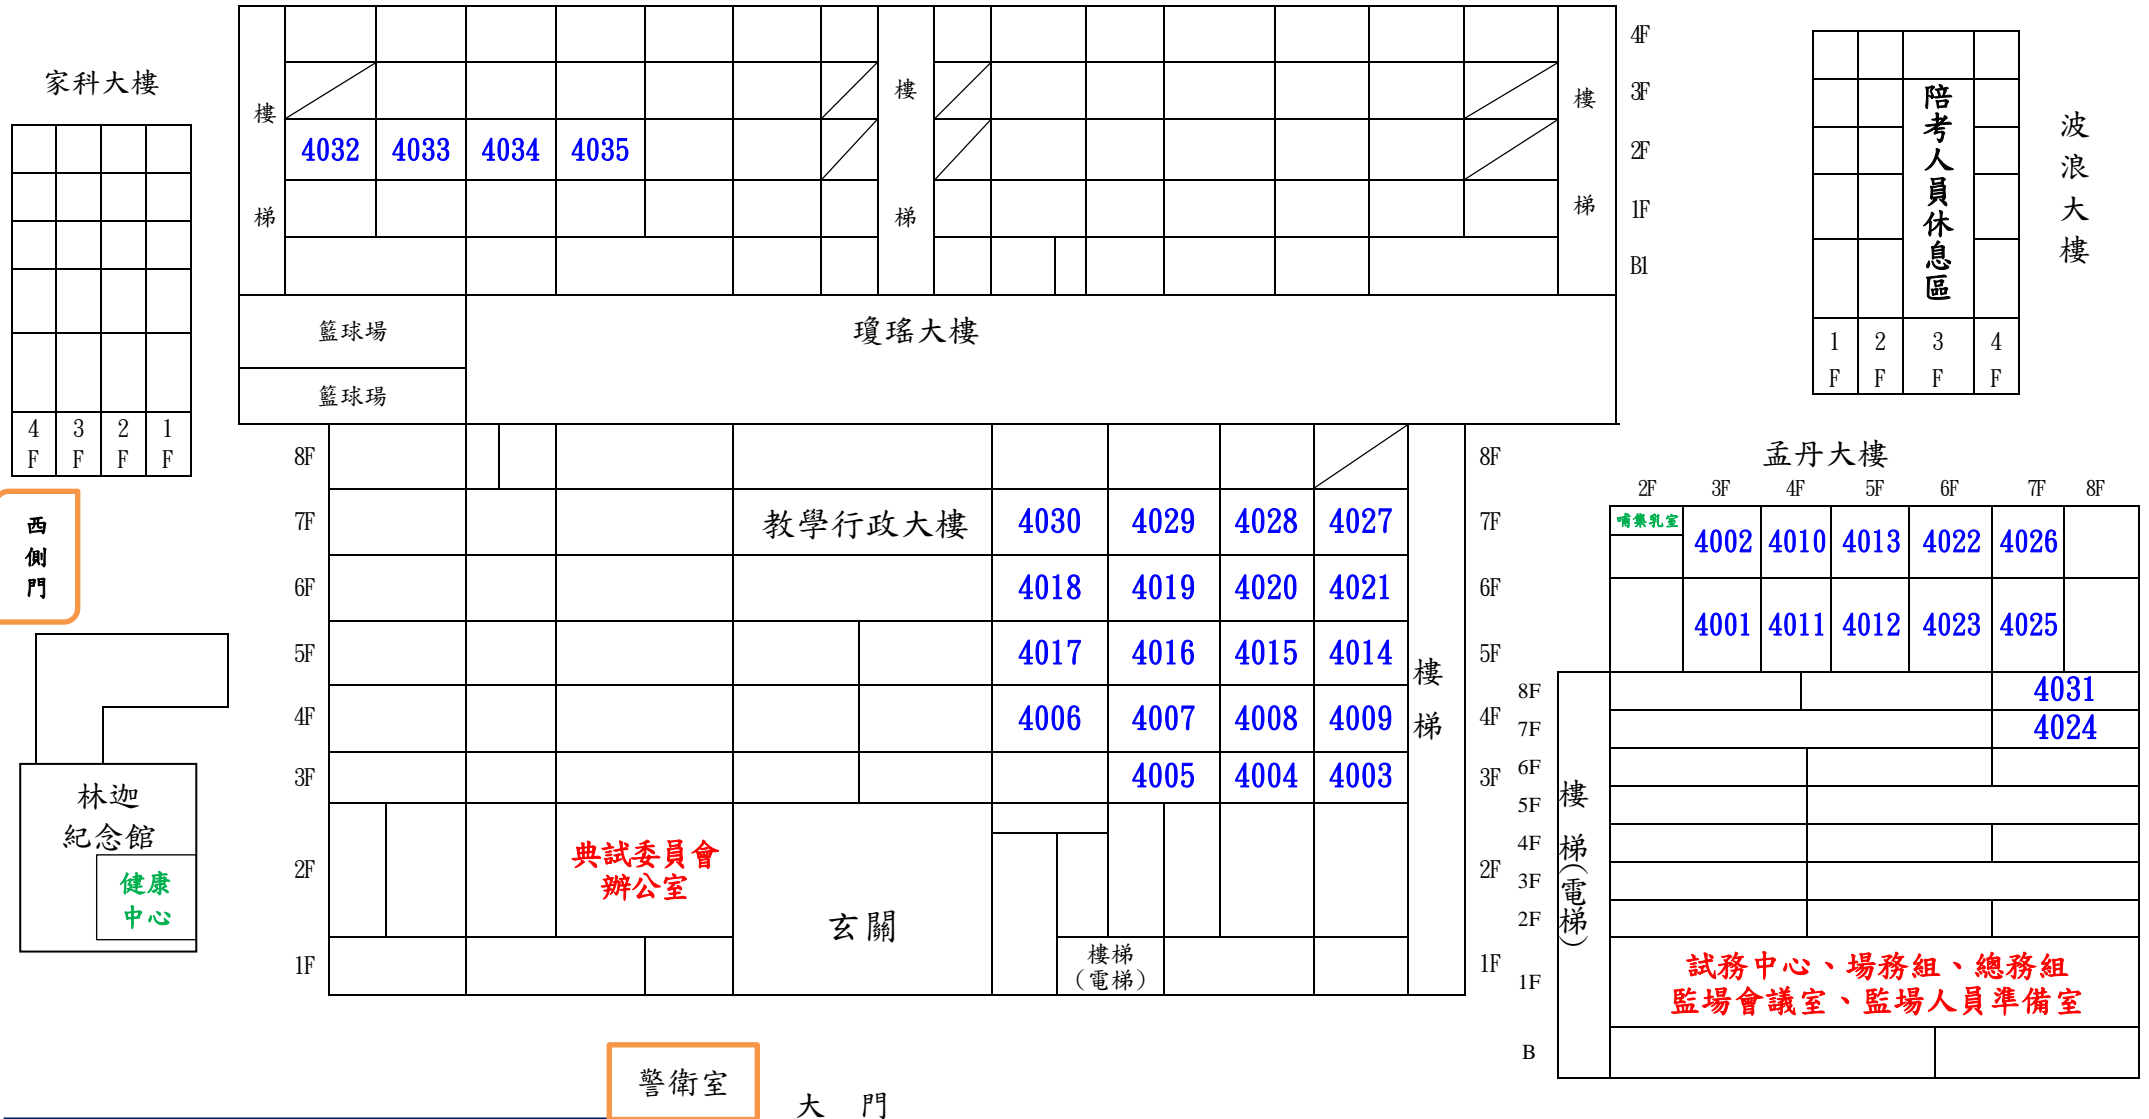 家科大樓
4F 3F 2F 1F
樓梯
樓梯
樓梯
4F
3F
4032 4033 4034 4035
2F
1F
B1
籃球場
籃球場
瓊瑤大樓
陪考人員休息區
1F 2F 3F 4F
波浪大樓
西側門
林迦
紀念館
健康
中心
8F 8F
7F 教學行政大樓 4030 4029 4028 4027 7F
6F 4018 4019 4020 4021 6F
5F 4017 4016 4015 4014 5F
4F 4006 4007 4008 4009 4F
3F 4005 4004 4003 3F
樓梯
2F 典試委員會
辦公室
2F
玄關
1F 樓梯
(電梯)
1F
孟丹大樓
2F 3F 4F 5F 6F 7F 8F
哺集乳室
4002 4010 4013 4022 4026
4001 4011 4012 4023 4025
8F 4031
7F 4024
6F
5F
4F
3F
2F
樓梯(電梯)
1F
試務中心、場務組、總務組
監場會議室、監場人員準備室
B
警衛室
大 門